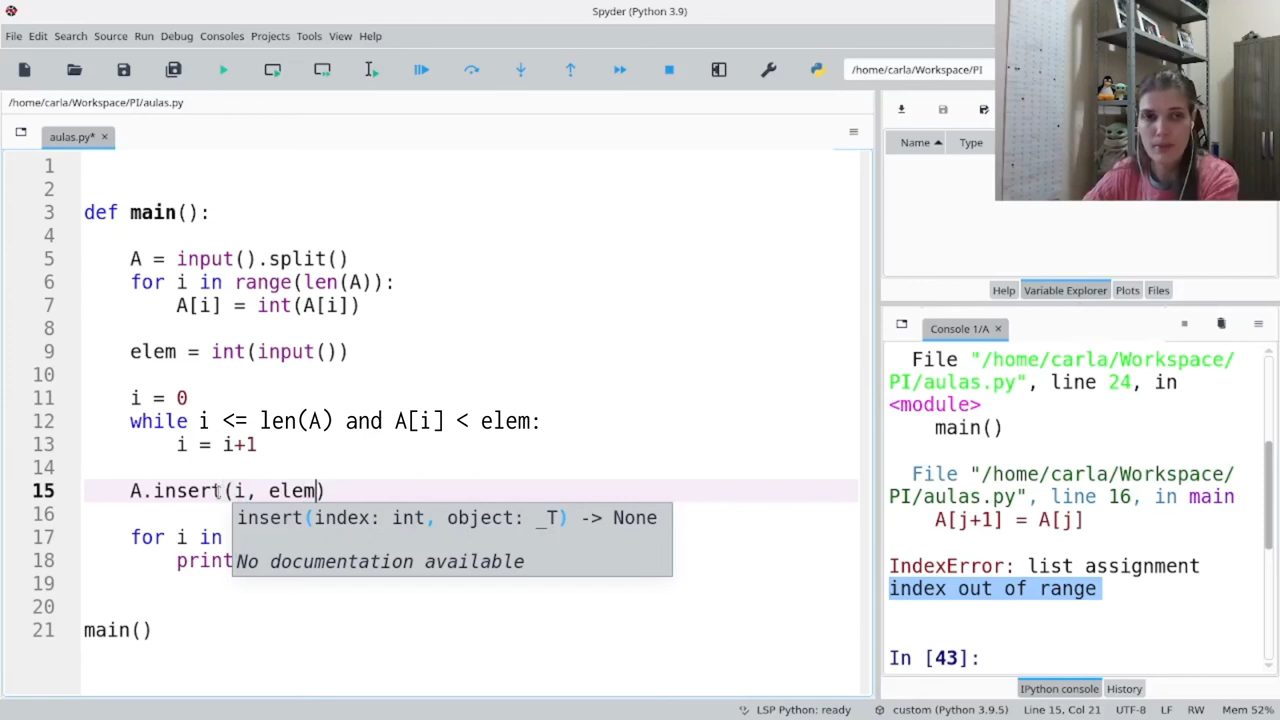 Spyder (Python 3.9)
File Edit Search Source Run Debug Consoles Projects Tools View Help
/home/carla/Workspace/PI
/home/carla/Workspace/PI/aulas.py
aulas.py*
Name Type
1
2
3 def main():
4
5 A = input().split()
6 for i in range(len(A)):
7 A[i] = int(A[i])
8
9 elem = int(input())
10
11 i = 0
12 while i <= len(A) and A[i] < elem:
13 i = i+1
14
15 A.insert(i, elem)
16
insert(index: int, object: _T) -> None
17 for i in
No documentation available
18 print
19
20
21 main()
Help Variable Explorer Plots Files
Console 1/A
File "/home/carla/Workspace/
PI/aulas.py", line 24, in
<module>
main()
File "/home/carla/Workspace/
PI/aulas.py", line 16, in main
A[j+1] = A[j]
IndexError: list assignment
index out of range
In [43]:
IPython console History
LSP Python: ready custom (Python 3.9.5) Line 15, Col 21 UTF-8 LF RW Mem 52%